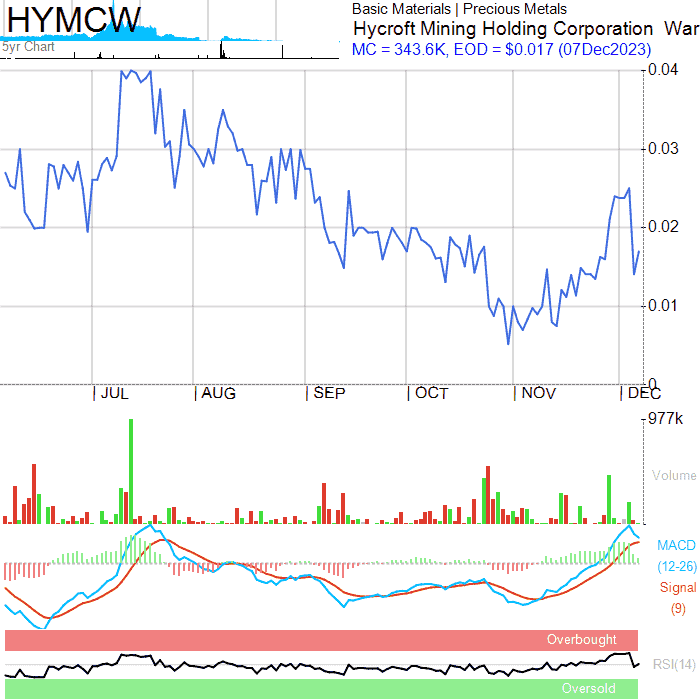 HYMCW
5yr Chart
Basic Materials | Precious Metals
Hycroft Mining Holding Corporation War
MC = 343.6K, EOD = $0.017 (07Dec2023)
0.04
0.03
0.02
0.01
0
JUL AUG SEP OCT NOV DEC
977k
Volume
MACD
(12-26)
Signal
(9)
Overbought
RSI(14)
Oversold